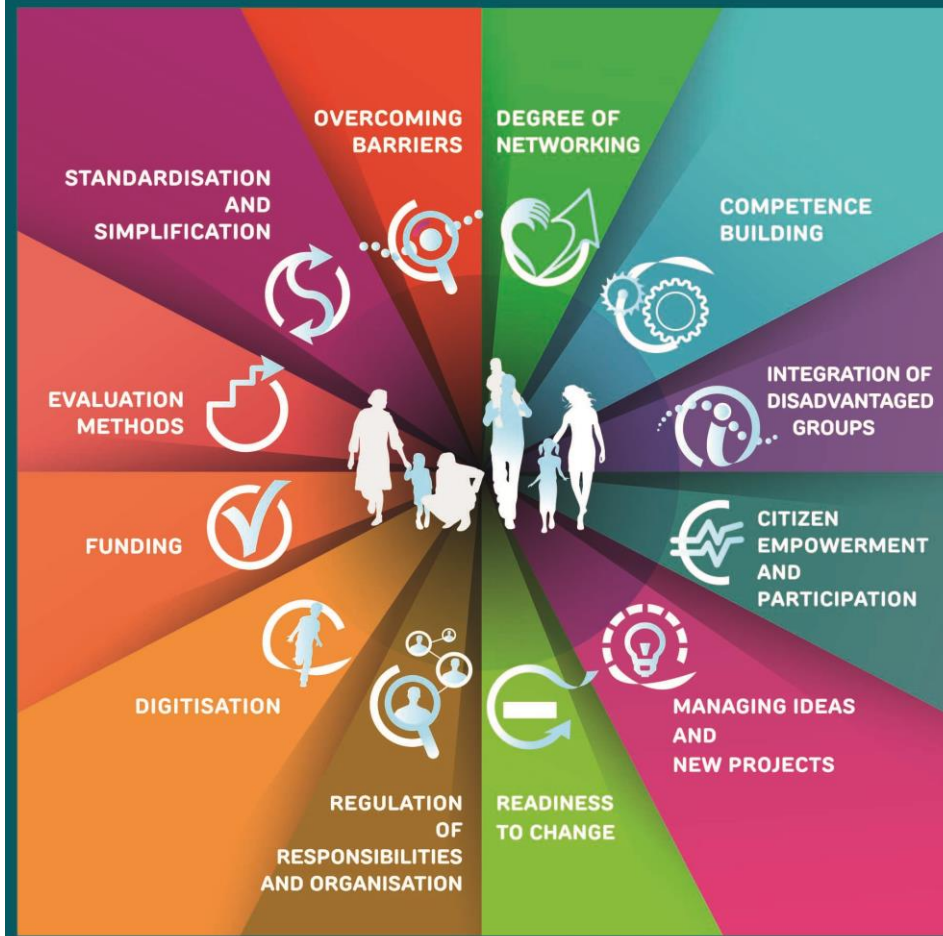 OVERCOMING
BARRIERS
DEGREE OF
NETWORKING
STANDARDISATION
AND
SIMPLIFICATION
COMPETENCE
BUILDING
EVALUATION
METHODS
INTEGRATION OF
DISADVANTAGED
GROUPS
FUNDING
CITIZEN
EMPOWERMENT
AND
PARTICIPATION
DIGITISATION
MANAGING IDEAS
AND
NEW PROJECTS
REGULATION
OF
RESPONSIBILITIES
AND ORGANISATION
READINESS
TO CHANGE